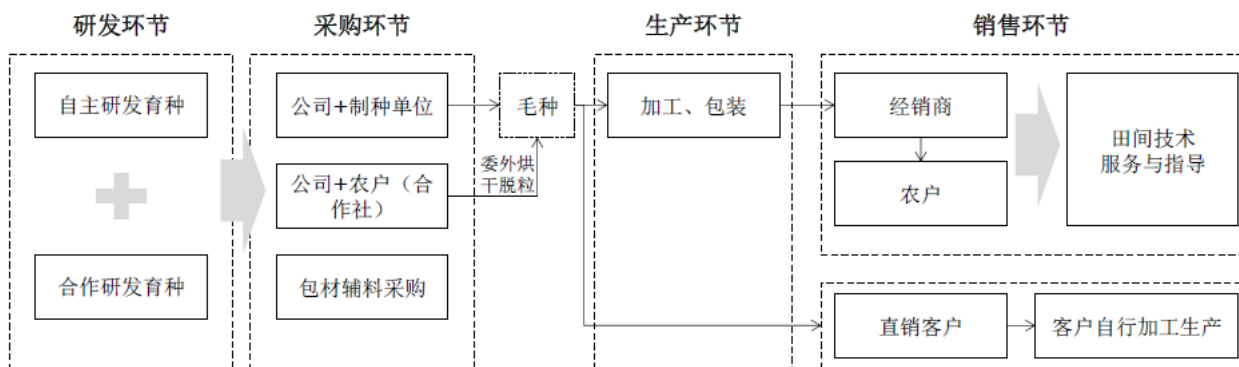 研发环节
采购环节
生产环节
销售环节
自主研发育种
合作研发育种
公司+制种单位
公司+农户（合
作社）
包材辅料采购
毛种
委外烘
干脱粒
加工、包装
经销商
农户
田间技术
服务与指导
直销客户
客户自行加工生产